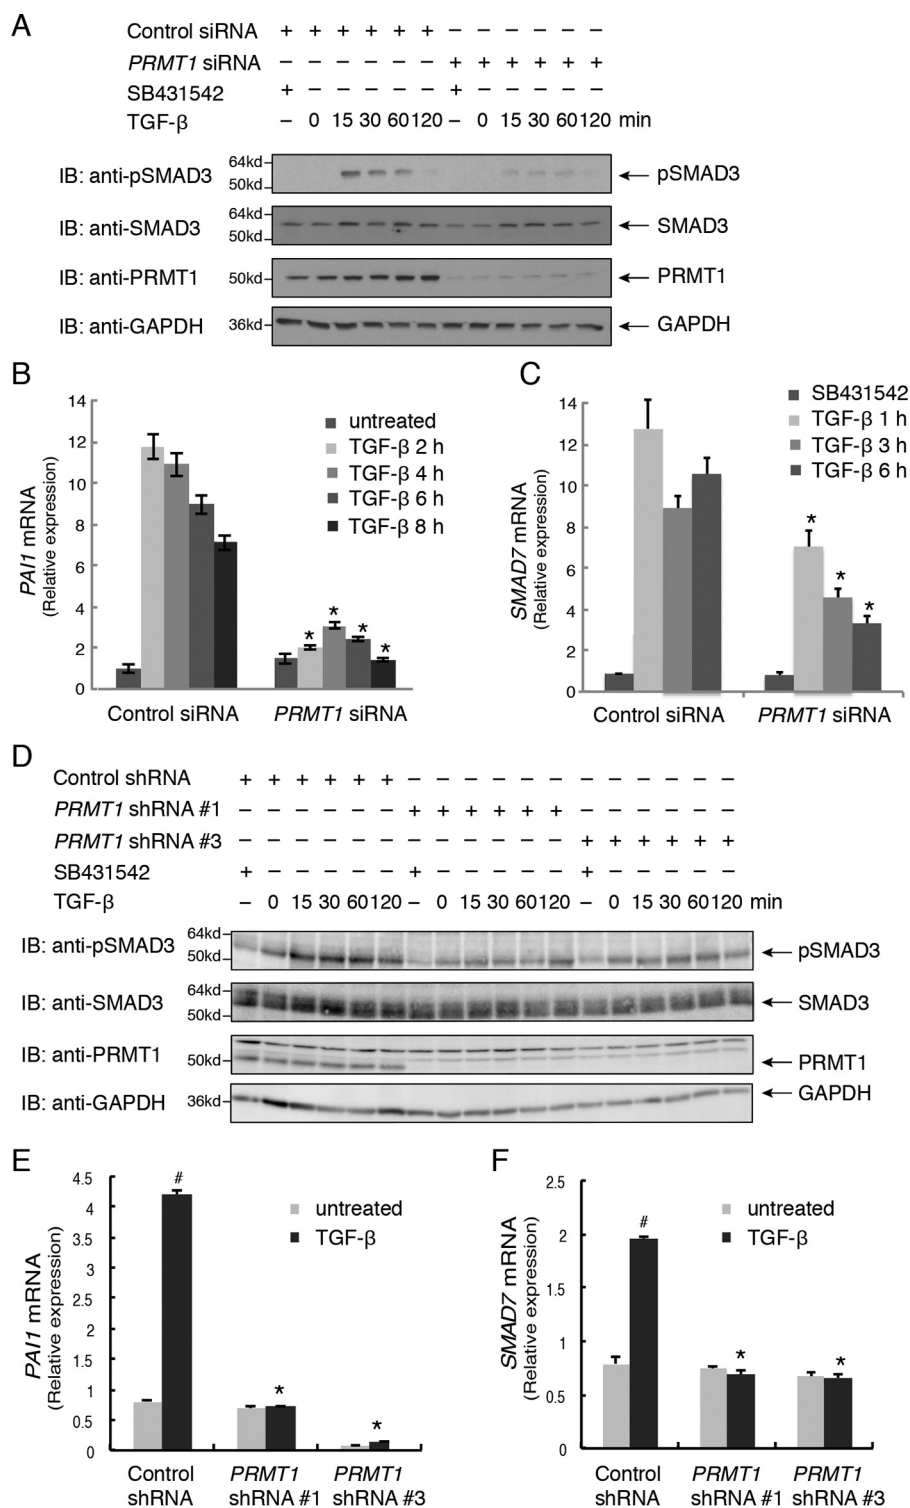 A
Control siRNA + + + + + + – – – – – –
PRMT1 siRNA – – – – – – + + + + + +
SB431542 + – – – – – + – – – – –
TGF-β – 0 15 30 60 120 – 0 15 30 60 120 min
IB: anti-pSMAD3 64kd 50kd pSMAD3
IB: anti-SMAD3 64kd 50kd SMAD3
IB: anti-PRMT1 50kd PRMT1
IB: anti-GAPDH 36kd GAPDH
B
PAI1 mRNA
(Relative expression)
14
12
10
8
6
4
2
0
untreated
TGF-β 2 h
TGF-β 4 h
TGF-β 6 h
TGF-β 8 h
* * * *
Control siRNA PRMT1 siRNA
C
SMAD7 mRNA
(Relative expression)
14
12
10
8
6
4
2
0
SB431542
TGF-β 1 h
TGF-β 3 h
TGF-β 6 h
* * *
Control siRNA PRMT1 siRNA
D
Control shRNA + + + + + + – – – – – – – – – – – –
PRMT1 shRNA #1 – – – – – – + + + + + + – – – – – –
PRMT1 shRNA #3 – – – – – – – – – – – – + + + + + +
SB431542 + – – – – – + – – – – – + – – – – –
TGF-β – 0 15 30 60 120 – 0 15 30 60 120 – 0 15 30 60 120 min
IB: anti-pSMAD3 64kd 50kd pSMAD3
IB: anti-SMAD3 64kd 50kd SMAD3
IB: anti-PRMT1 50kd PRMT1
IB: anti-GAPDH 36kd GAPDH
E
PAI1 mRNA
(Relative expression)
4.5
4
3.5
3
2.5
2
1.5
1
0.5
0
untreated
TGF-β
# * *
Control shRNA
PRMT1 shRNA #1
PRMT1 shRNA #3
F
SMAD7 mRNA
(Relative expression)
2.5
2
1.5
1
0.5
0
untreated
TGF-β
# * *
Control shRNA
PRMT1 shRNA #1
PRMT1 shRNA #3